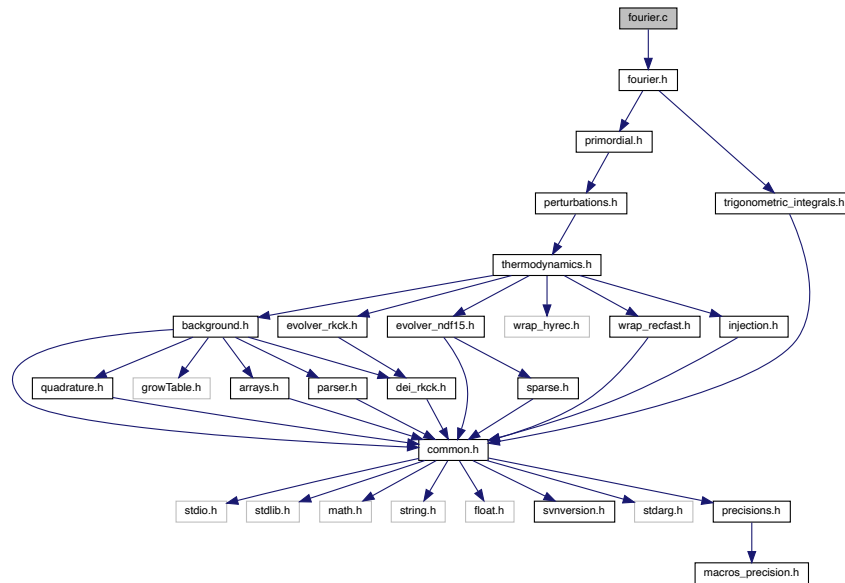 fourier.c
fourier.h
primordial.h
perturbations.h
trigonometric_integrals.h
thermodynamics.h
background.h
evolver_rkck.h
evolver_ndf15.h
wrap_hyrec.h
wrap_recfast.h
injection.h
quadrature.h
growTable.h
arrays.h
parser.h
dei_rkck.h
sparse.h
common.h
stdio.h
stdlib.h
math.h
string.h
float.h
svnversion.h
stdarg.h
precisions.h
macros_precision.h